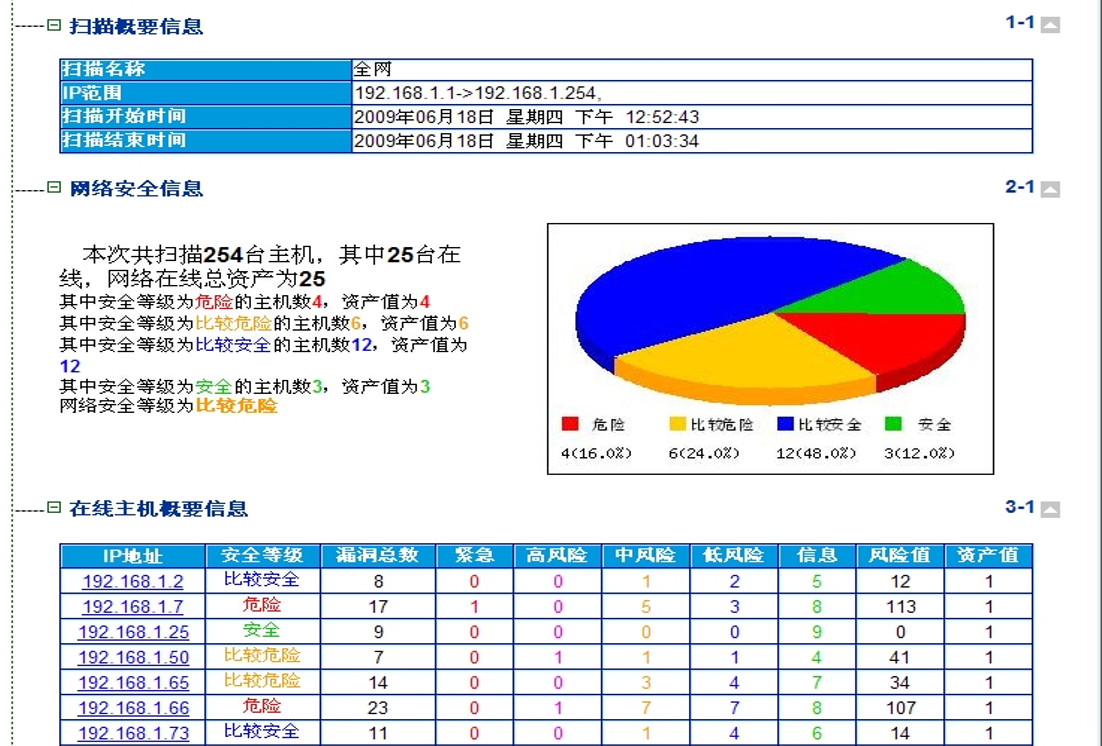 扫描概要信息 1-1
扫描名称 全网
IP范围 192.168.1.1->192.168.1.254,
扫描开始时间 2009年06月18日 星期四 下午 12:52:43
扫描结束时间 2009年06月18日 星期四 下午 01:03:34
网络安全信息 2-1
本次共扫描254台主机，其中25台在
线，网络在线总资产为25
其中安全等级为危险的主机数4，资产值为4
其中安全等级为比较危险的主机数6，资产值为6
其中安全等级为比较安全的主机数12，资产值为
12
其中安全等级为安全的主机数3，资产值为3
网络安全等级为比较危险
危险 比较危险 比较安全 安全
4(16.0%) 6(24.0%) 12(48.0%) 3(12.0%)
在线主机概要信息 3-1
IP地址 安全等级 漏洞总数 紧急 高风险 中风险 低风险 信息 风险值 资产值
192.168.1.2 比较安全 8 0 0 1 2 5 12 1
192.168.1.7 危险 17 1 0 5 3 8 113 1
192.168.1.25 安全 9 0 0 0 0 9 0 1
192.168.1.50 比较危险 7 0 1 1 1 4 41 1
192.168.1.65 比较危险 14 0 0 3 4 7 34 1
192.168.1.66 危险 23 0 1 7 7 8 107 1
192.168.1.73 比较安全 11 0 0 1 4 6 14 1